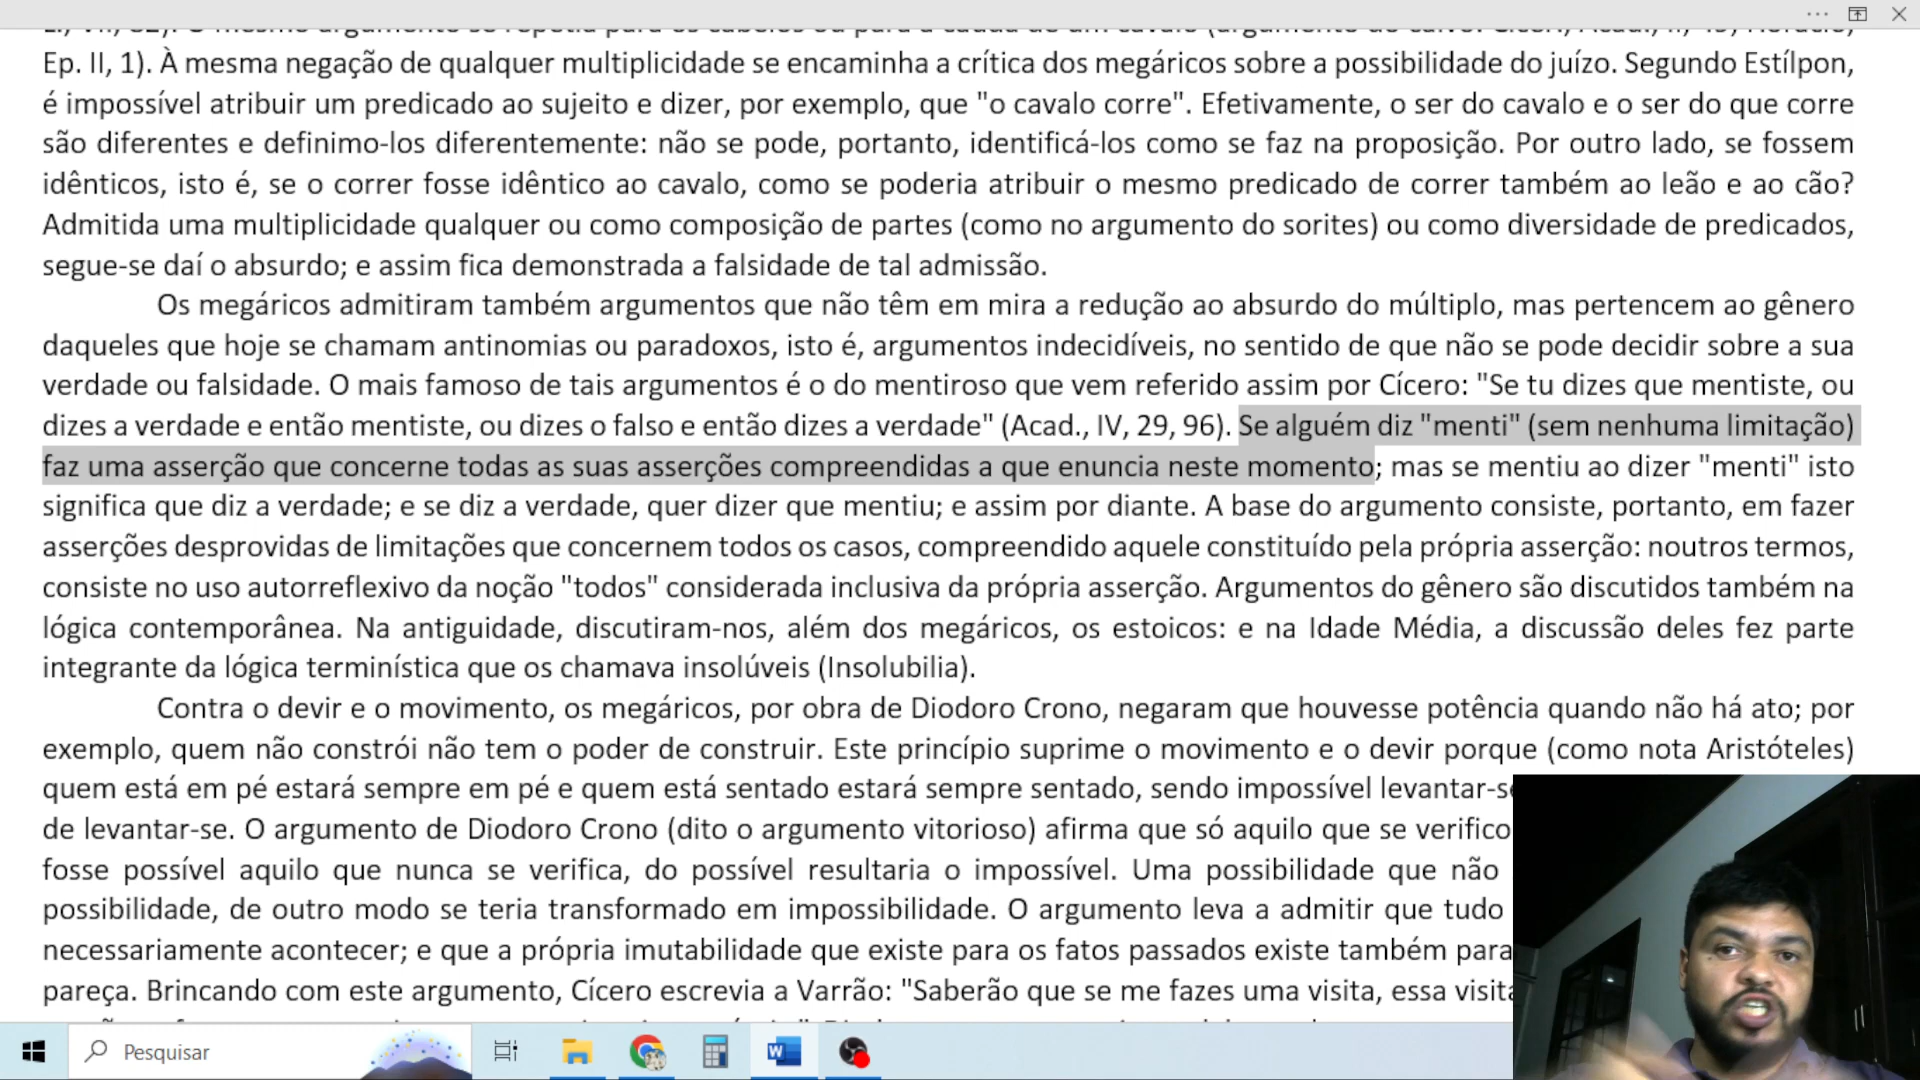 Ep. II, 1). À mesma negação de qualquer multiplicidade se encaminha a crítica dos megáricos sobre a possibilidade do juízo. Segundo Estílpon,
é impossível atribuir um predicado ao sujeito e dizer, por exemplo, que "o cavalo corre". Efetivamente, o ser do cavalo e o ser do que corre
são diferentes e definimo-los diferentemente: não se pode, portanto, identificá-los como se faz na proposição. Por outro lado, se fossem
idênticos, isto é, se o correr fosse idêntico ao cavalo, como se poderia atribuir o mesmo predicado de correr também ao leão e ao cão?
Admitida uma multiplicidade qualquer ou como composição de partes (como no argumento do sorites) ou como diversidade de predicados,
segue-se daí o absurdo; e assim fica demonstrada a falsidade de tal admissão.
Os megáricos admitiram também argumentos que não têm em mira a redução ao absurdo do múltiplo, mas pertencem ao gênero
daqueles que hoje se chamam antinomias ou paradoxos, isto é, argumentos indecidíveis, no sentido de que não se pode decidir sobre a sua
verdade ou falsidade. O mais famoso de tais argumentos é o do mentiroso que vem referido assim por Cícero: "Se tu dizes que mentiste, ou
dizes a verdade e então mentiste, ou dizes o falso e então dizes a verdade" (Acad., IV, 29, 96). Se alguém diz "menti" (sem nenhuma limitação)
faz uma asserção que concerne todas as suas asserções compreendidas a que enuncia neste momento; mas se mentiu ao dizer "menti" isto
significa que diz a verdade; e se diz a verdade, quer dizer que mentiu; e assim por diante. A base do argumento consiste, portanto, em fazer
asserções desprovidas de limitações que concernem todos os casos, compreendido aquele constituído pela própria asserção: noutros termos,
consiste no uso autorreflexivo da noção "todos" considerada inclusiva da própria asserção. Argumentos do gênero são discutidos também na
lógica contemporânea. Na antiguidade, discutiram-nos, além dos megáricos, os estoicos: e na Idade Média, a discussão deles fez parte
integrante da lógica terminística que os chamava insolúveis (Insolubilia).
Contra o devir e o movimento, os megáricos, por obra de Diodoro Crono, negaram que houvesse potência quando não há ato; por
exemplo, quem não constrói não tem o poder de construir. Este princípio suprime o movimento e o devir porque (como nota Aristóteles)
quem está em pé estará sempre em pé e quem está sentado estará sempre sentado, sendo impossível levantar-s
de levantar-se. O argumento de Diodoro Crono (dito o argumento vitorioso) afirma que só aquilo que se verifico
fosse possível aquilo que nunca se verifica, do possível resultaria o impossível. Uma possibilidade que não
possibilidade, de outro modo se teria transformado em impossibilidade. O argumento leva a admitir que tudo
necessariamente acontecer; e que a própria imutabilidade que existe para os fatos passados existe também para
pareça. Brincando com este argumento, Cícero escrevia a Varrão: "Saberão que se me fazes uma visita, essa visita
Pesquisar